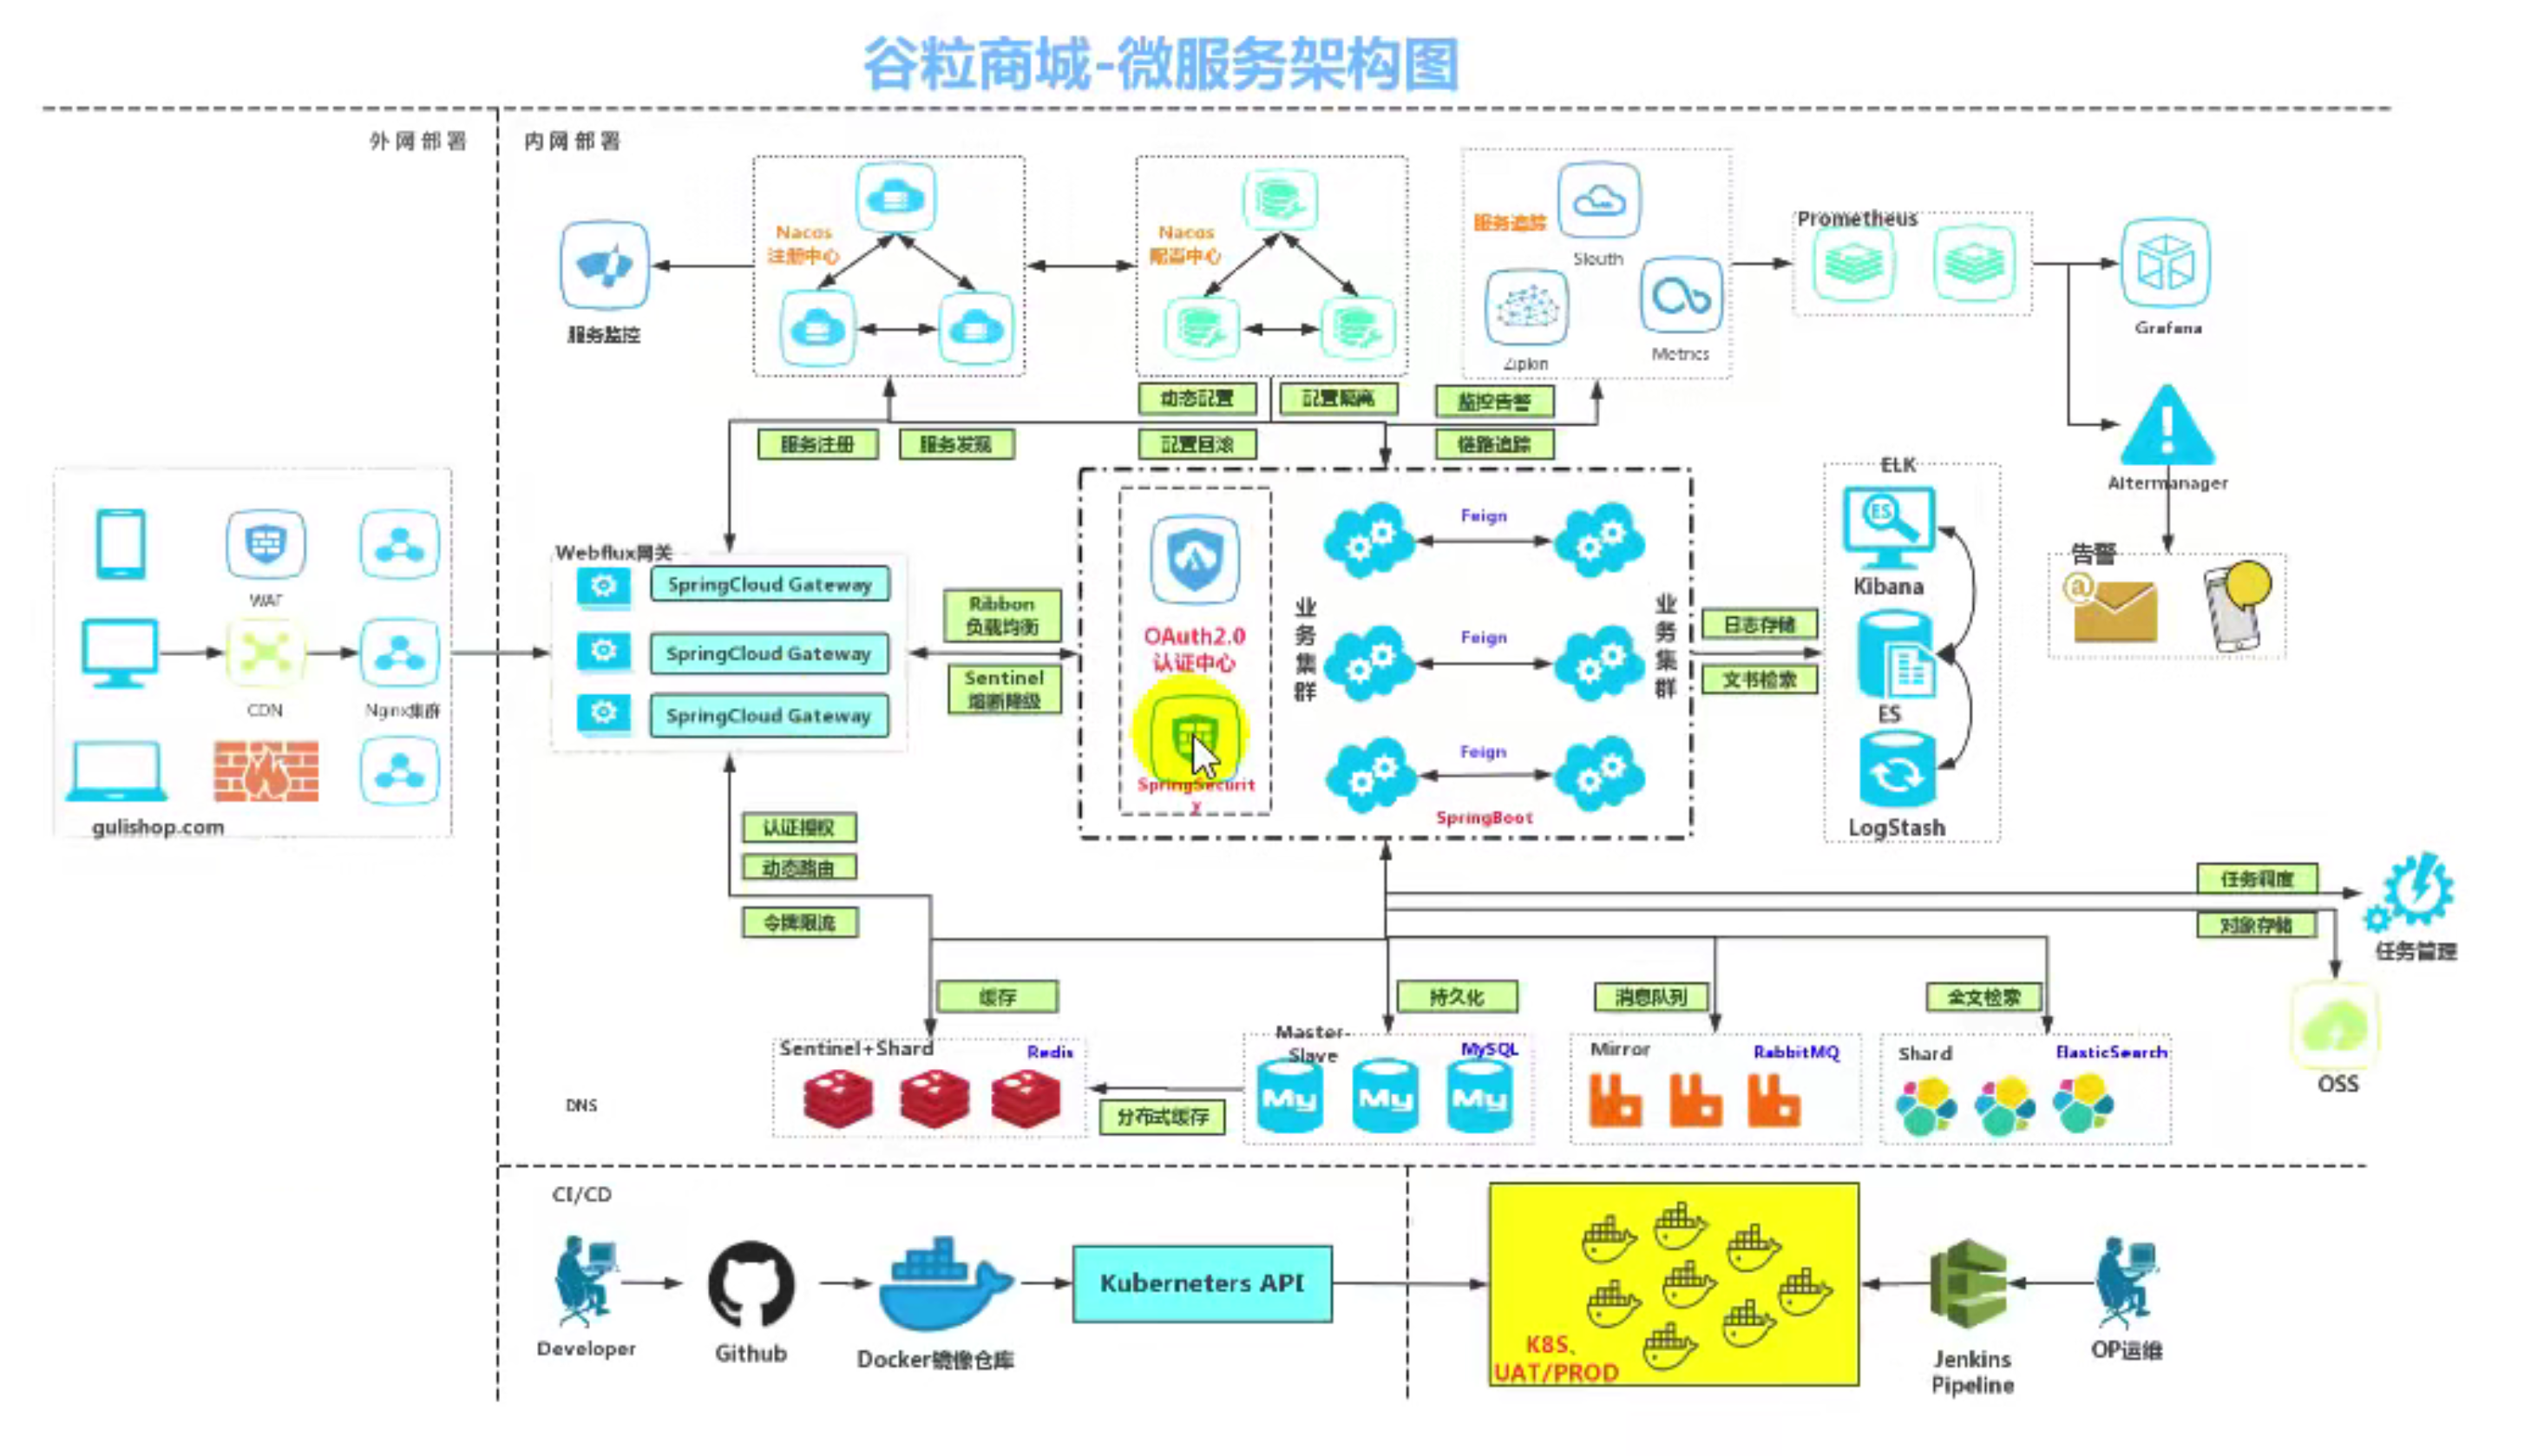 谷粒商城-微服务架构图
外网部署
内网部署
Nacos
注册中心
Nacos
配置中心
服务追踪
Sleuth
Zipkin
Metrics
Prometheus
Grafana
服务监控
动态配置
配置隔离
监控告警
服务注册
服务发现
配置回滚
链路追踪
Altermanager
告警
WAF
CDN
Nginx集群
gulishop.com
Webflux网关
SpringCloud Gateway
SpringCloud Gateway
SpringCloud Gateway
Ribbon
负载均衡
Sentinel
熔断降级
OAuth2.0
认证中心
SpringSecurit
y
业务集群
Feign
Feign
Feign
SpringBoot
业务集群
日志存储
文书检索
ELK
Kibana
ES
LogStash
认证授权
动态路由
令牌限流
任务调度
对象存储
任务管理
OSS
缓存
持久化
消息队列
全文检索
Sentinel+Shard
Redis
Master-
Slave
MySQL
My
My
My
Mirror
RabbitMQ
Shard
ElasticSearch
分布式缓存
DNS
CI/CD
Developer
Github
Docker镜像仓库
Kuberneters API
K8S、
UAT/PROD
Jenkins
Pipeline
OP运维